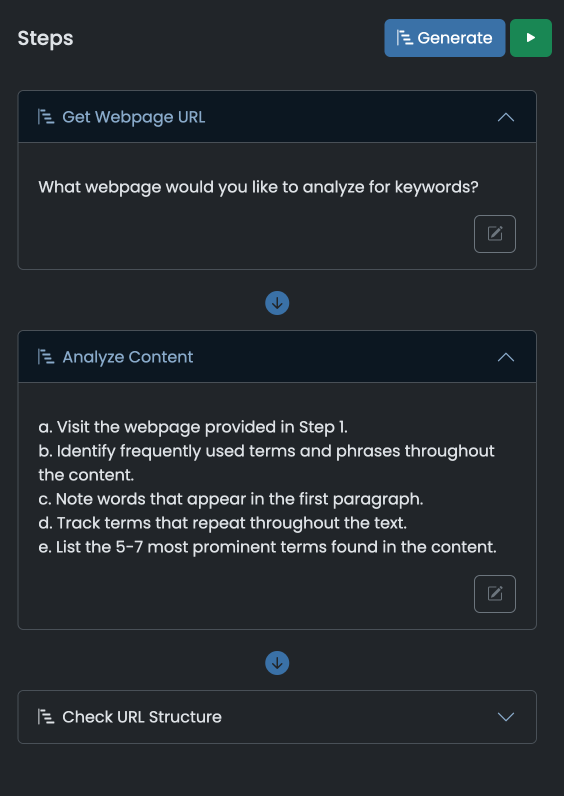 Steps
Generate
Get Webpage URL
What webpage would you like to analyze for keywords?
Analyze Content
a. Visit the webpage provided in Step 1.
b. Identify frequently used terms and phrases throughout
the content.
c. Note words that appear in the first paragraph.
d. Track terms that repeat throughout the text.
e. List the 5-7 most prominent terms found in the content.
Check URL Structure